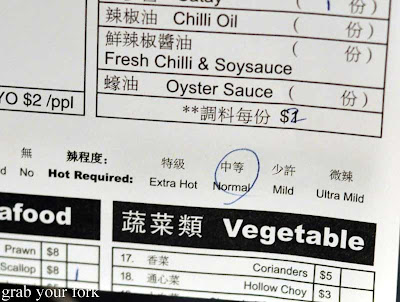 1 份)
辣椒油 Chilli Oil ( 份)
鮮辣椒醬油 ( 份)
Fresh Chilli & Soysauce
蠔油 Oyster Sauce ( 份)
YO $2 /ppl
**調料每份 $2
無 辣程度: 特級 中等 少許 微辣
No Hot Required: Extra Hot Normal Mild Ultra Mild
afood
蔬菜類 Vegetable
Prawn $8
Scallop $8 1
17. 香菜 Corianders $5
18. 通心菜 Hollow Choy $3
grab your fork